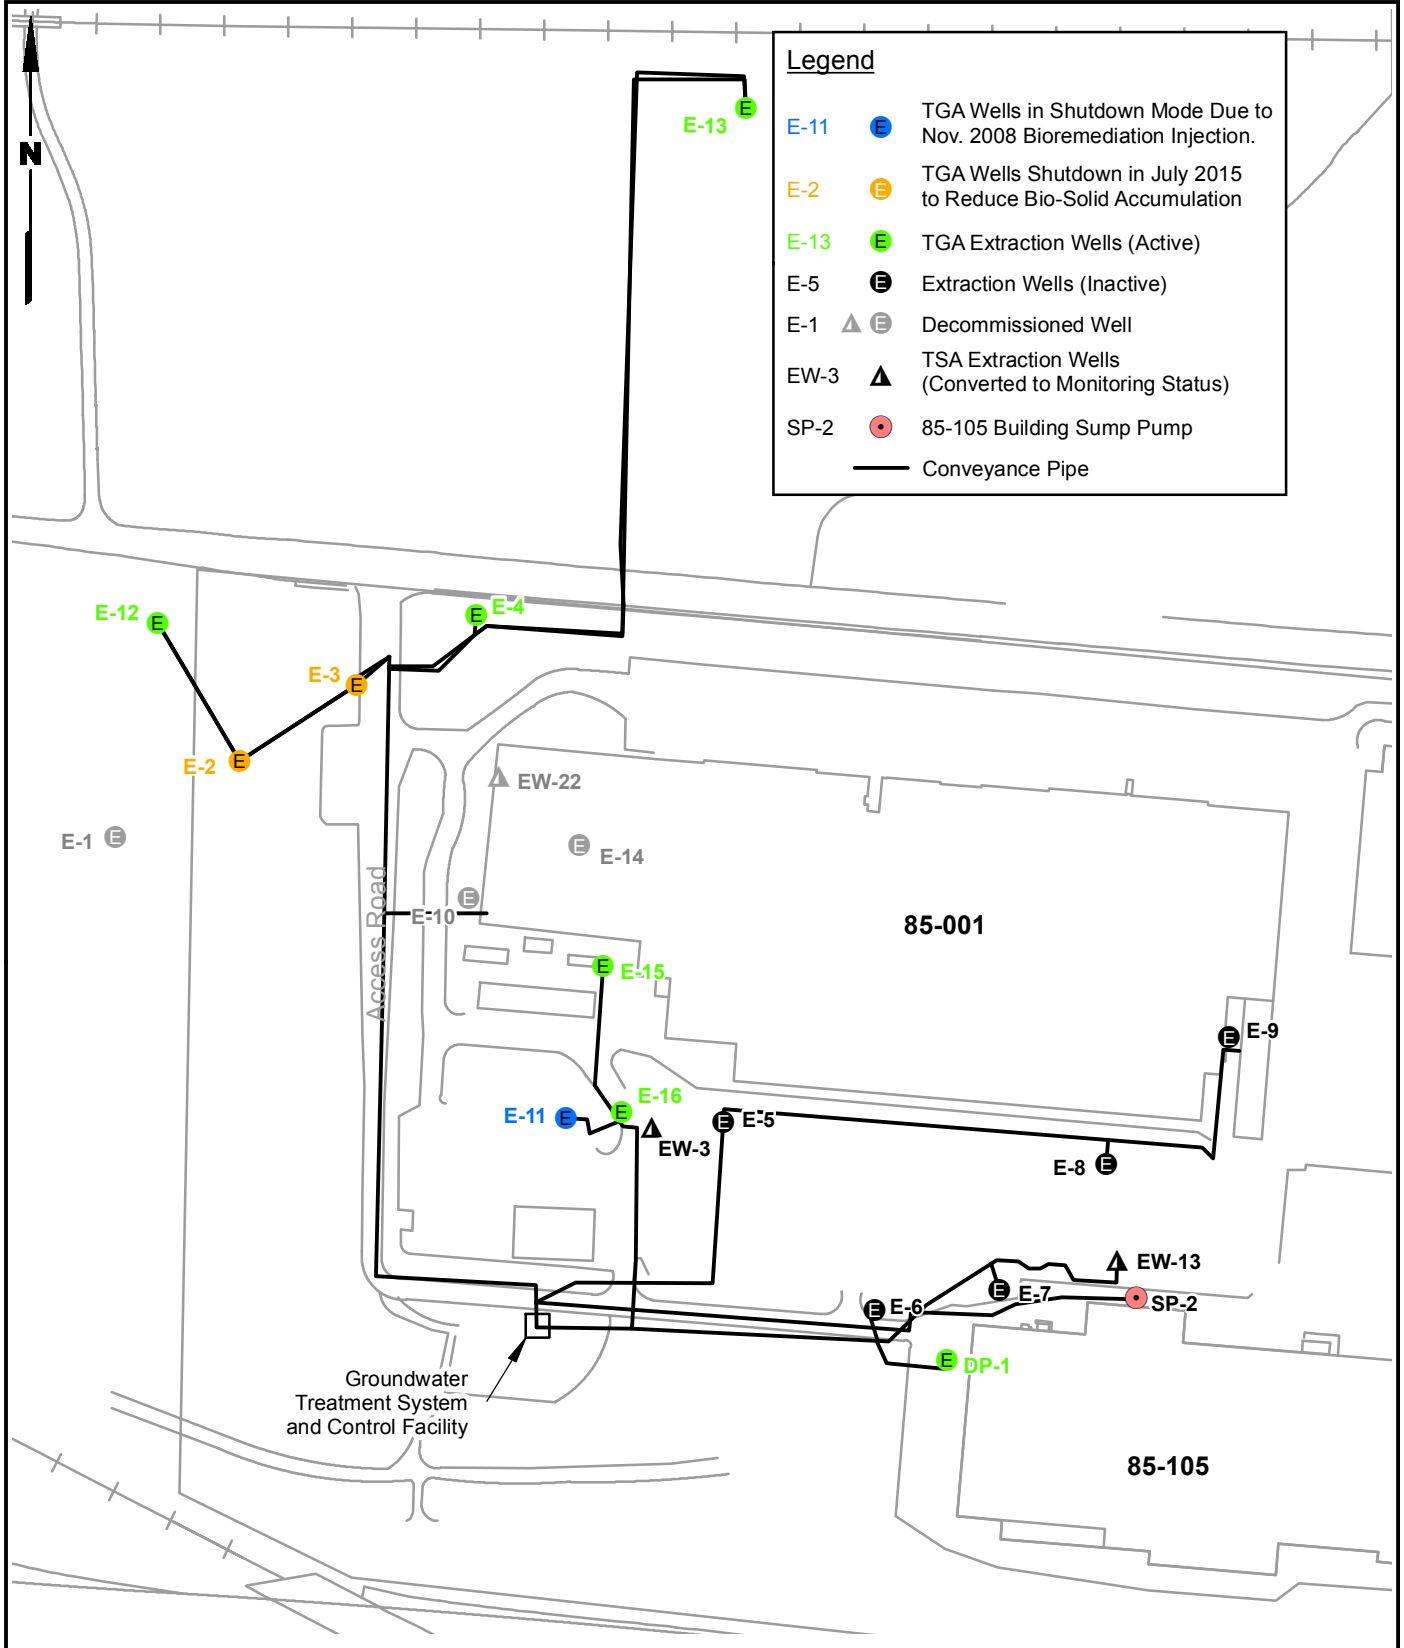 Legend
E-11 E TGA Wells in Shutdown Mode Due to
Nov. 2008 Bioremediation Injection.
E-2 E TGA Wells Shutdown in July 2015
to Reduce Bio-Solid Accumulation
E-13 E TGA Extraction Wells (Active)
E-5 E Extraction Wells (Inactive)
E-1 E Decommissioned Well
EW-3 TSA Extraction Wells
(Converted to Monitoring Status)
SP-2 85-105 Building Sump Pump
Conveyance Pipe
N
E-13 E
E-12 E
E E-4
E-3 E
E-2 E
EW-22
E-1 E
E E-14
E
E-10
Access Road
85-001
E E-15
E E-9
E-16
E-11 E E
EW-3
E E-5
E-8 E
EW-13
E E-7
SP-2
E E-6
E DP-1
Groundwater
Treatment System
and Control Facility
85-105